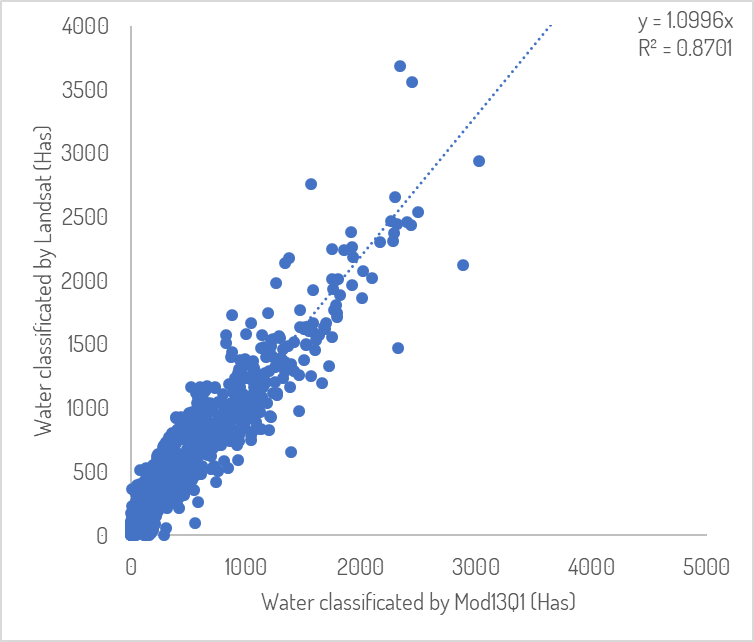 y = 1.0996x
R² = 0.8701
4000
3500
3000
2500
2000
1500
1000
500
0
Water classificated by Landsat (Has)
0 1000 2000 3000 4000 5000
Water classificated by Mod13Q1 (Has)